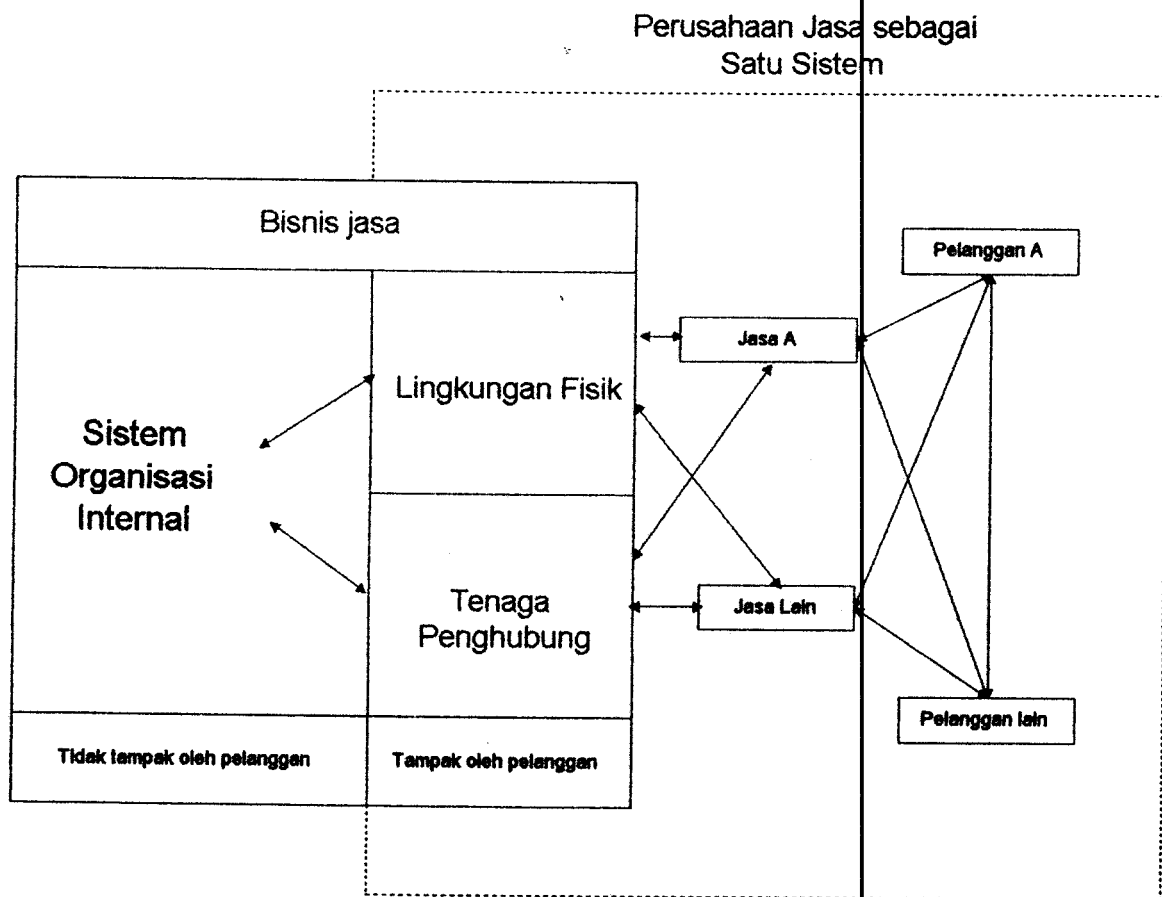 Perusahaan Jasa sebagai
Satu Sistem
Bisnis jasa
Pelanggan A
Jasa A
Lingkungan Fisik
Sistem
Organisasi
Internal
Tenaga
Penghubung
Jasa Lain
Pelanggan lain
Tidak tampak oleh pelanggan
Tampak oleh pelanggan